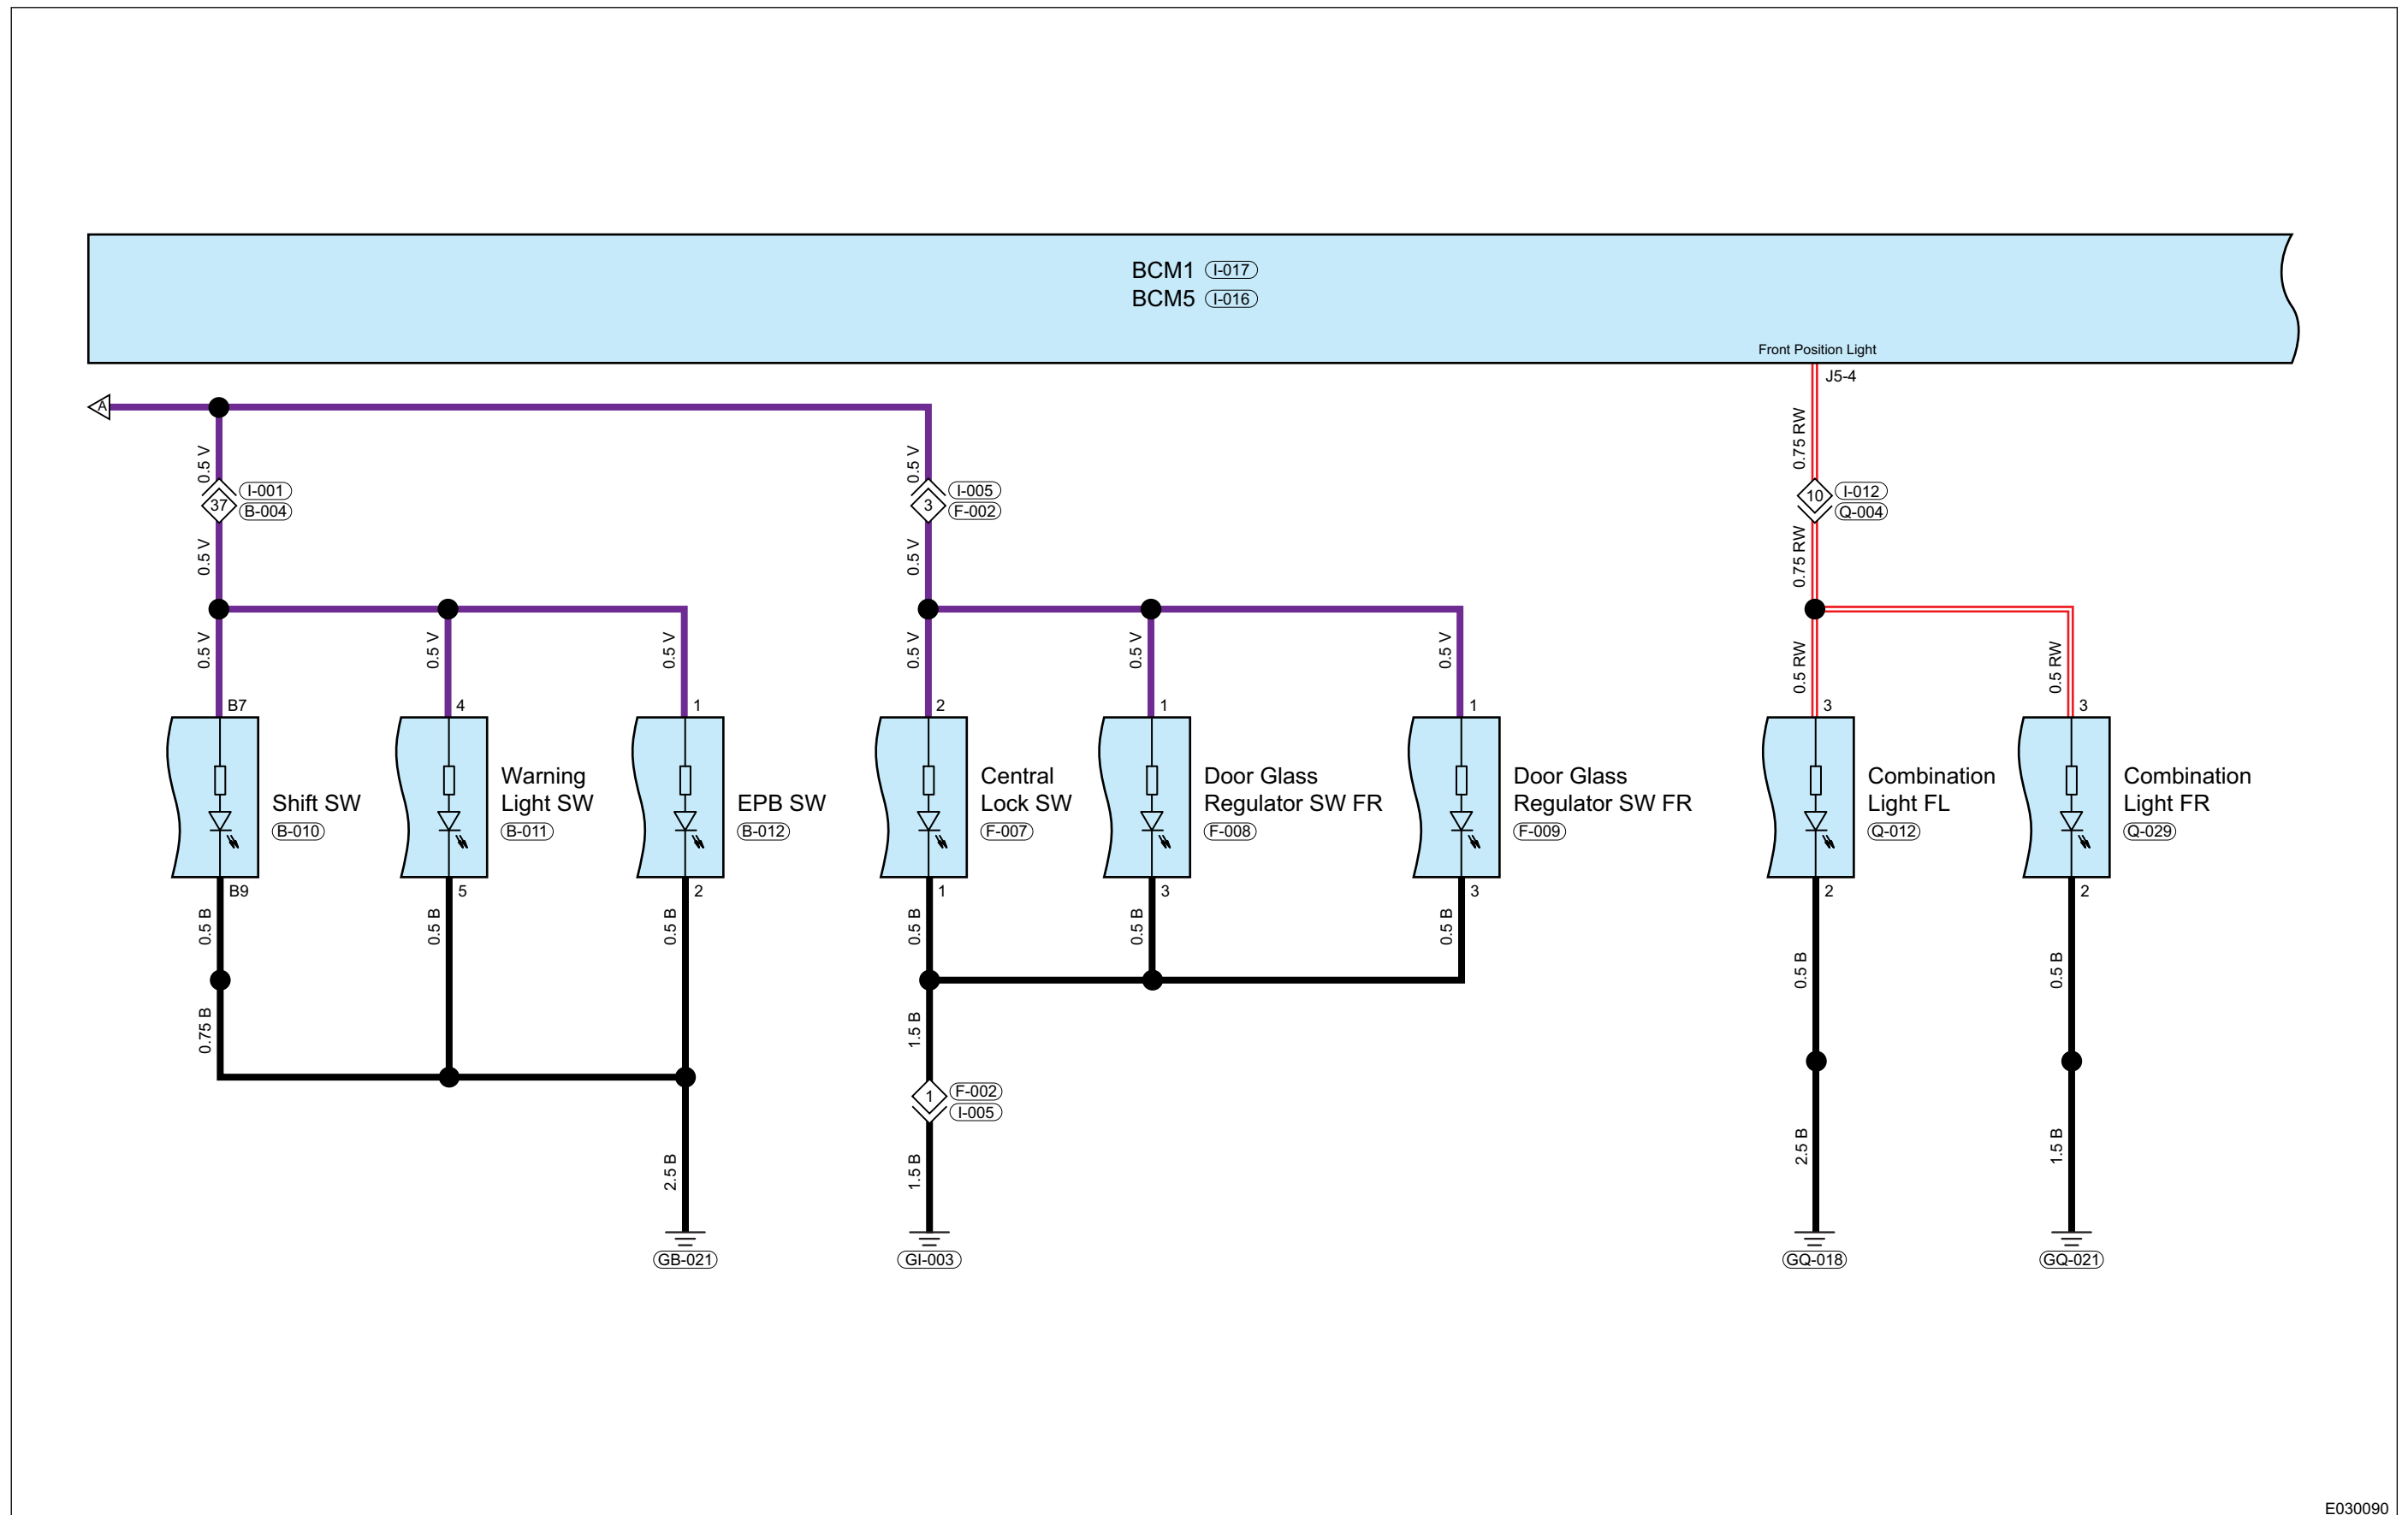 BCM1 I-017
BCM5 I-016
Front Position Light
J5-4
A
0.5 V
0.5 V
0.75 RW
37
I-001
B-004
3
I-005
F-002
10
I-012
Q-004
0.5 V
0.5 V
0.75 RW
0.5 V
0.5 V
0.5 V
0.5 V
0.5 V
0.5 V
0.5 RW
0.5 RW
B7
4
1
2
1
1
3
3
Shift SW
B-010
Warning
Light SW
B-011
EPB SW
B-012
Central
Lock SW
F-007
Door Glass
Regulator SW FR
F-008
Door Glass
Regulator SW FR
F-009
Combination
Light FL
Q-012
Combination
Light FR
Q-029
B9
5
2
1
3
3
2
2
0.5 B
0.5 B
0.5 B
0.5 B
0.5 B
0.5 B
0.5 B
0.5 B
0.75 B
1.5 B
1
F-002
I-005
2.5 B
1.5 B
2.5 B
1.5 B
GB-021
GI-003
GQ-018
GQ-021
E030090